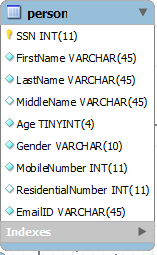 person
SSN INT(11)
FirstName VARCHAR(45)
LastName VARCHAR(45)
MiddleName VARCHAR(45)
Age TINYINT(4)
Gender VARCHAR(10)
MobileNumber INT(11)
ResidentialNumber INT(11)
EmailID VARCHAR(45)
Indexes